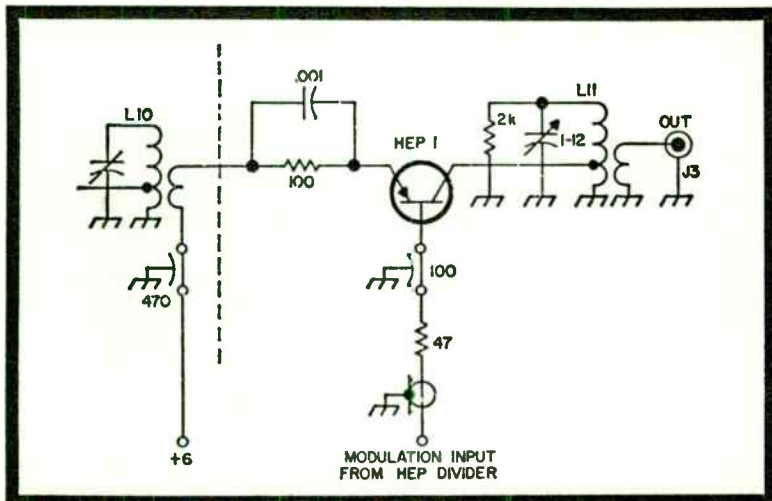 .001
L10
L11
OUT
HEP 1
2k
1-12
J3
100
470
100
47
+6
MODULATION INPUT
FROM HEP DIVIDER